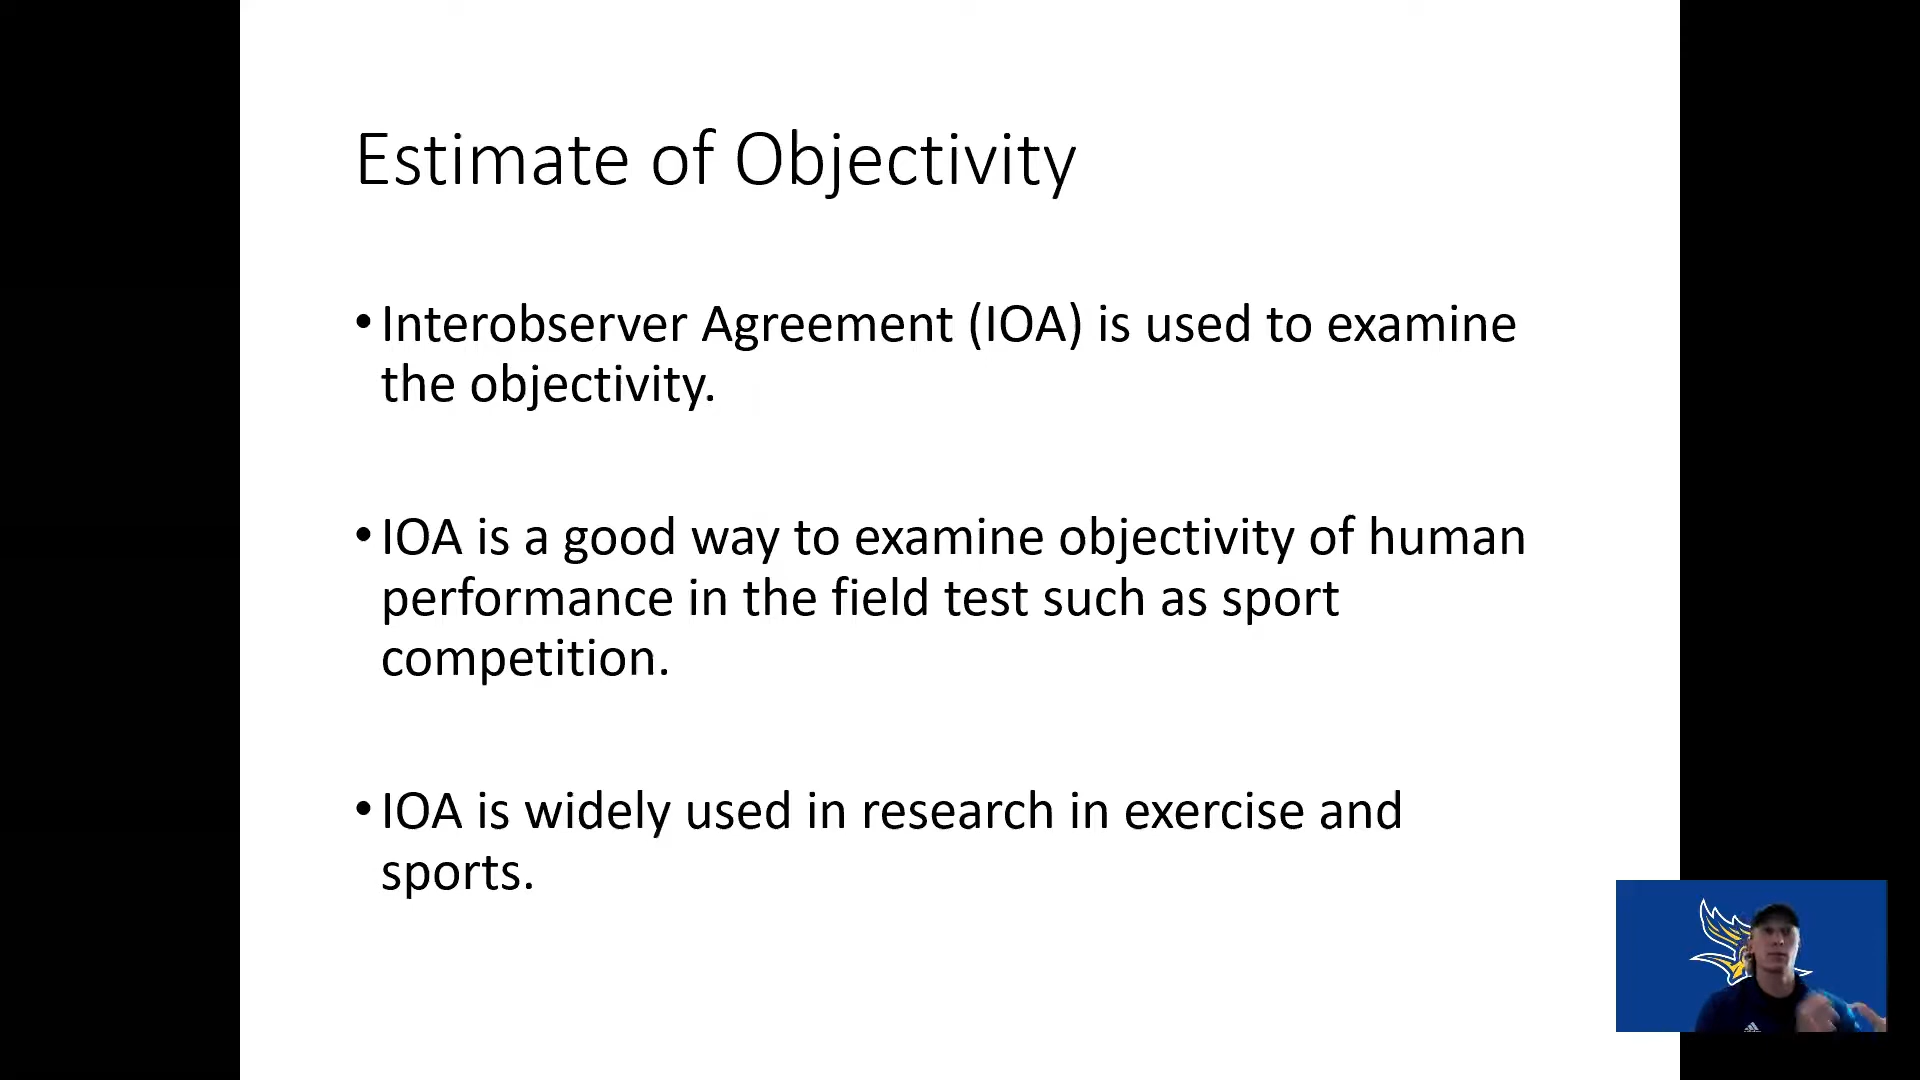 Estimate of Objectivity
•Interobserver Agreement (IOA) is used to examine
the objectivity.
•IOA is a good way to examine objectivity of human
performance in the field test such as sport
competition.
•IOA is widely used in research in exercise and
sports.